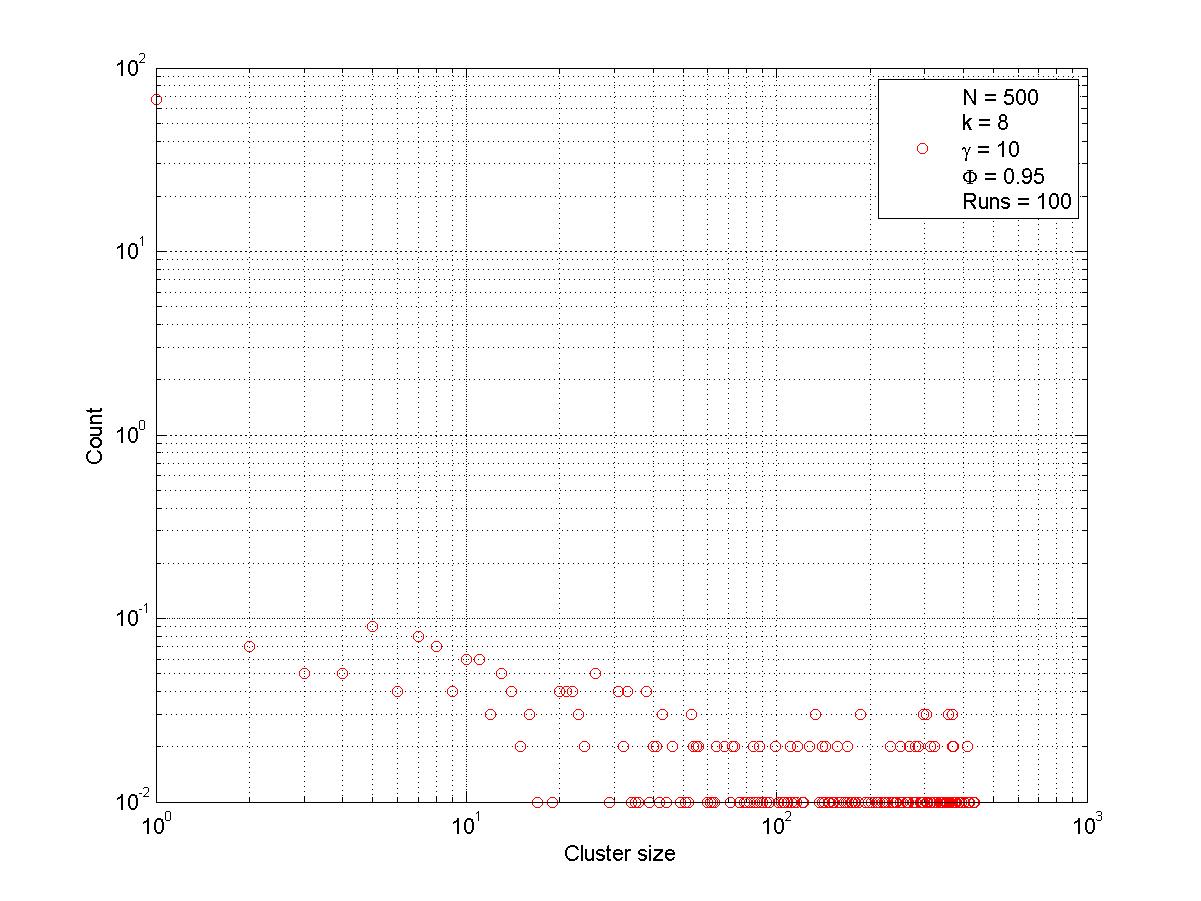 10^2
10^1
10^0
10^-1
10^-2
Count
10^0
10^1
10^2
10^3
Cluster size
N = 500
k = 8
γ = 10
Φ = 0.95
Runs = 100